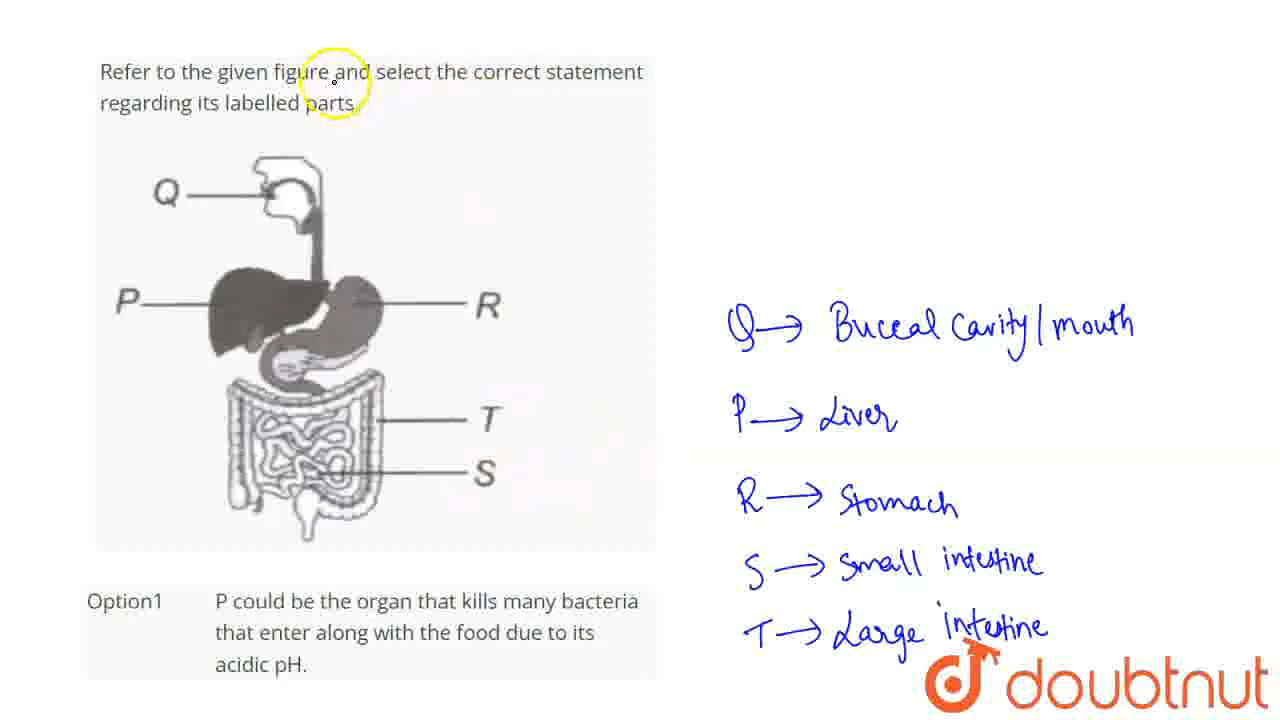 Refer to the given figure and select the correct statement
regarding its labelled parts.
Q
P
R
T
S
Q → Buccal Cavity/mouth
P → Liver
R → Stomach
S → Small intestine
T → Large intestine
Option1 P could be the organ that kills many bacteria
that enter along with the food due to its
acidic pH.
doubtnut